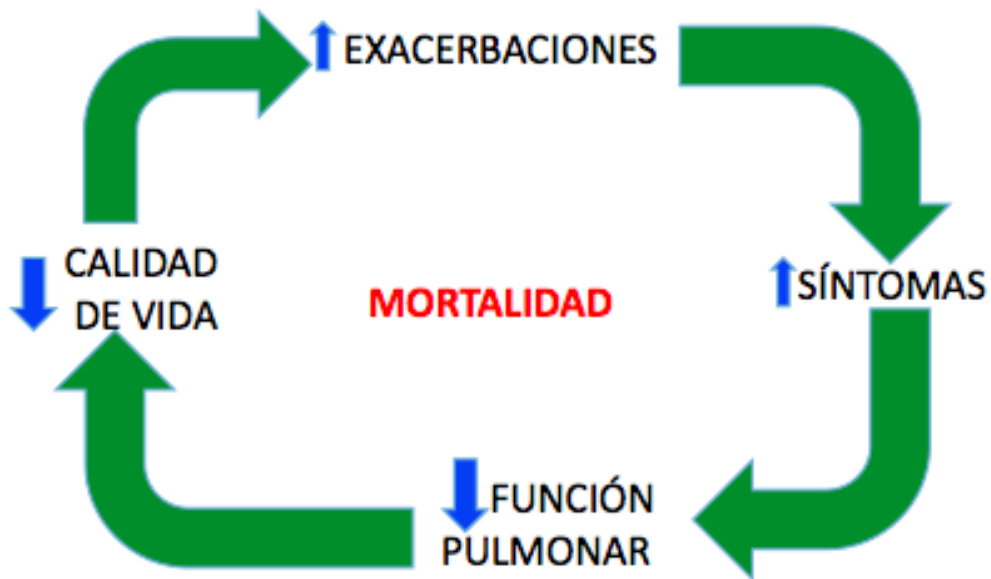 EXACERBACIONES
CALIDAD
DE VIDA
MORTALIDAD
SÍNTOMAS
FUNCIÓN
PULMONAR